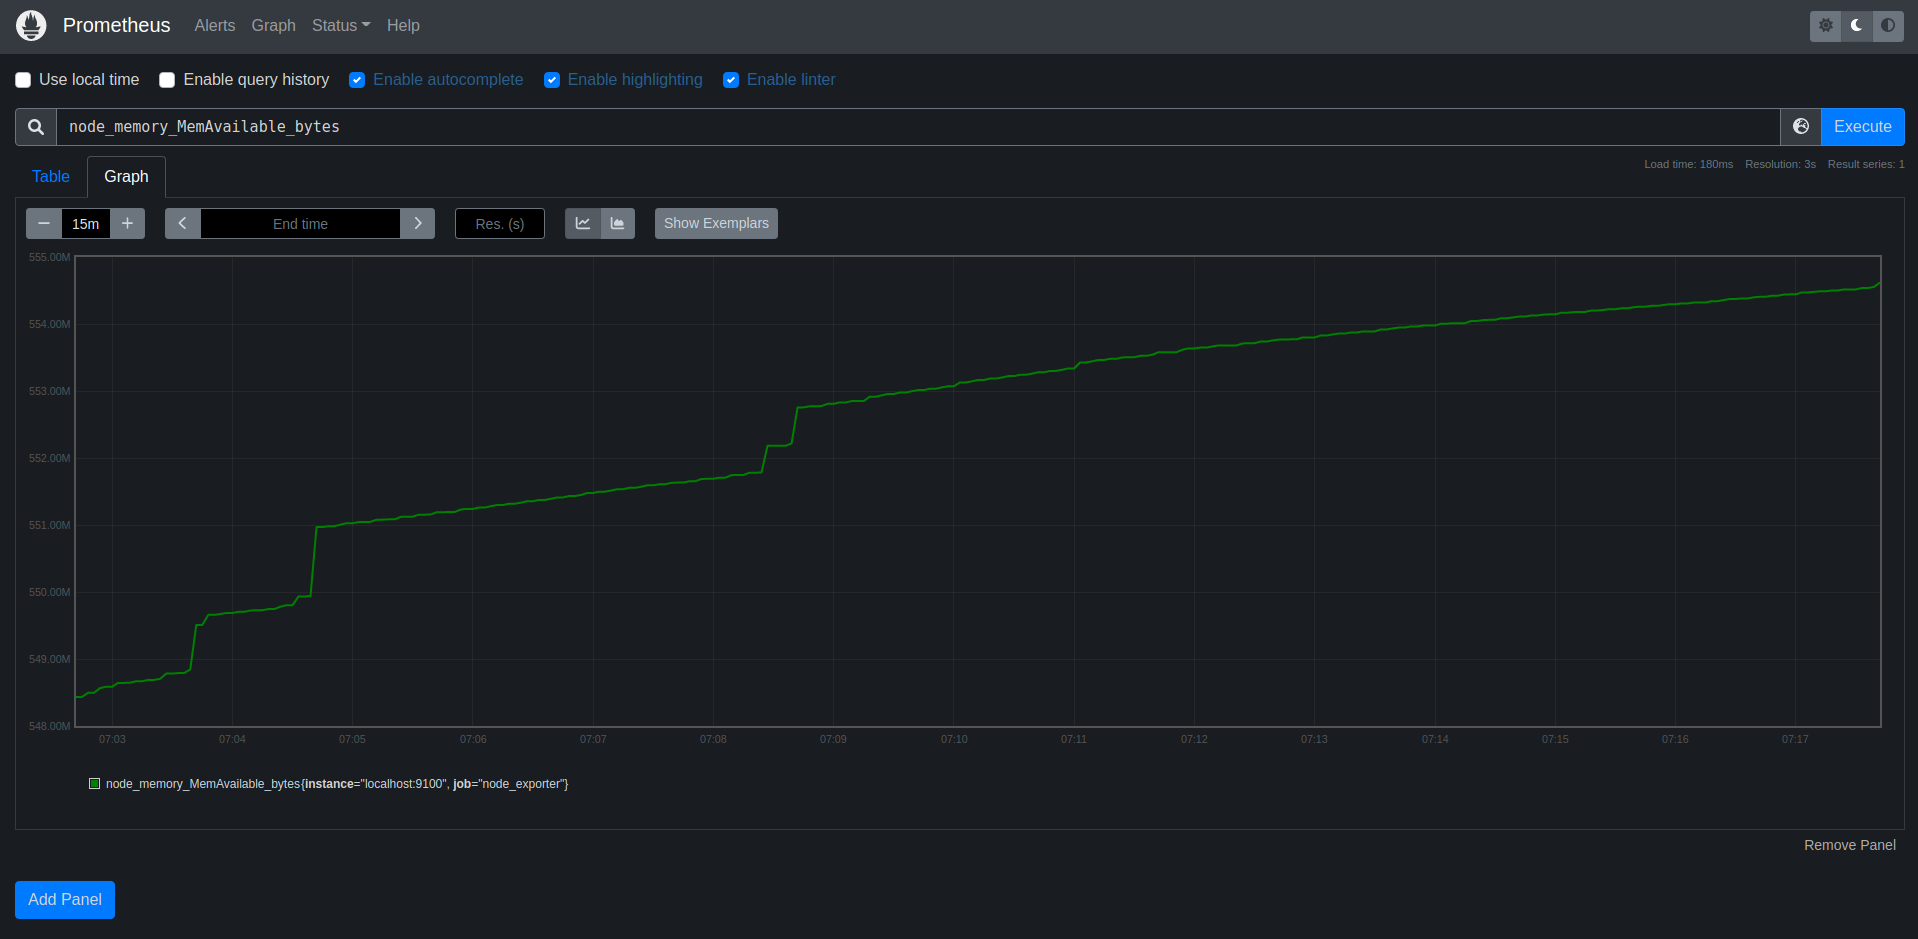 Prometheus Alerts Graph Status Help
Use local time Enable query history Enable autocomplete Enable highlighting Enable linter
node_memory_MemAvailable_bytes Execute
Table Graph Load time: 180ms Resolution: 3s Result series: 1
15m End time Res. (s) Show Exemplars
555.00M
554.00M
553.00M
552.00M
551.00M
550.00M
549.00M
548.00M
07:03 07:04 07:05 07:06 07:07 07:08 07:09 07:10 07:11 07:12 07:13 07:14 07:15 07:16 07:17
node_memory_MemAvailable_bytes{instance="localhost:9100", job="node_exporter"}
Remove Panel
Add Panel